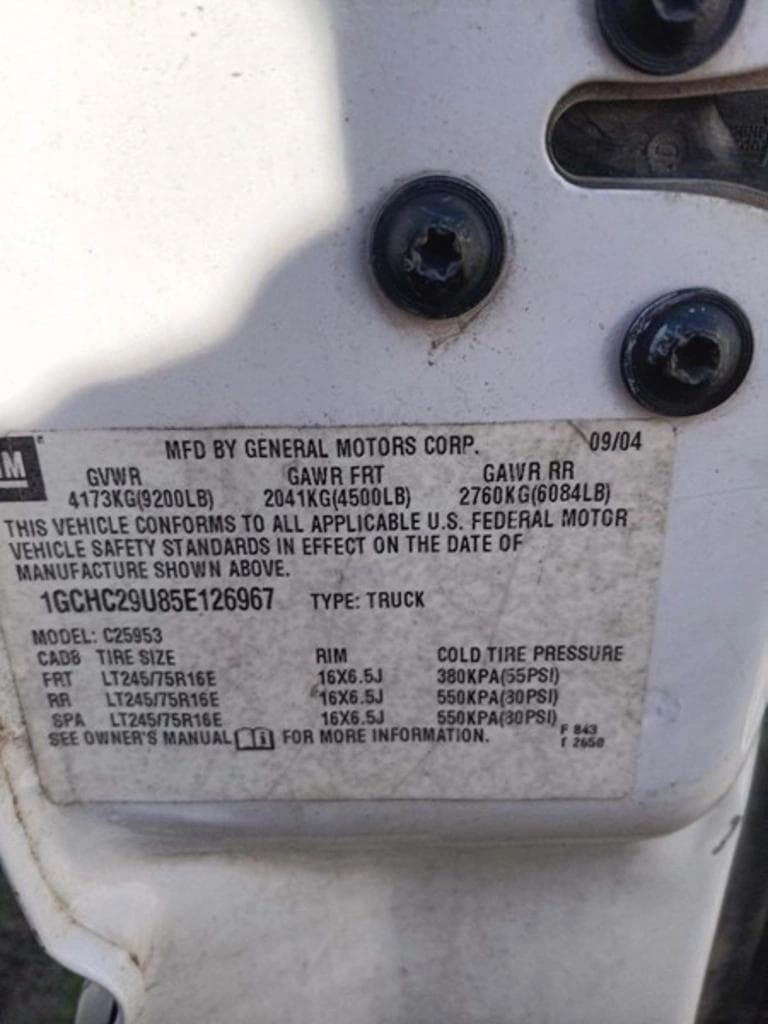 GM
MFD BY GENERAL MOTORS CORP. 09/04
GVWR GAWR FRT GAWR RR
4173KG(9200LB) 2041KG(4500LB) 2760KG(6084LB)
THIS VEHICLE CONFORMS TO ALL APPLICABLE U.S. FEDERAL MOTOR
VEHICLE SAFETY STANDARDS IN EFFECT ON THE DATE OF
MANUFACTURE SHOWN ABOVE.
1GCHC29U85E126967 TYPE: TRUCK
MODEL: C25953
CAD8 TIRE SIZE RIM COLD TIRE PRESSURE
FRT LT245/75R16E 16X6.5J 380KPA(55PSI)
RR LT245/75R16E 16X6.5J 550KPA(30PSI)
SPA LT245/75R16E 16X6.5J 550KPA(30PSI)
SEE OWNER'S MANUAL FOR MORE INFORMATION. F 843
2650